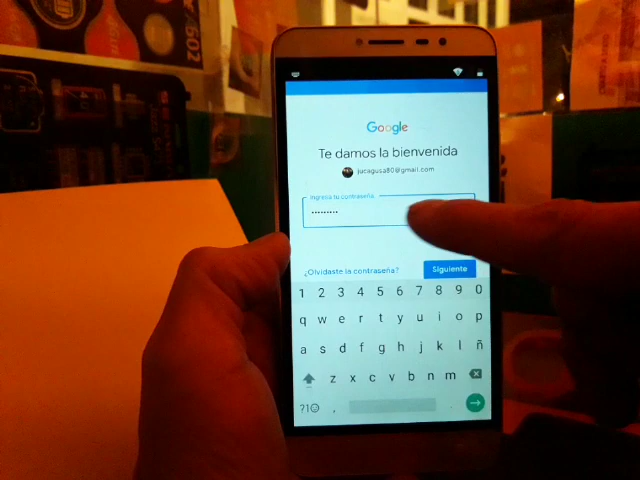 Google
Te damos la bienvenida
jucagusa80@gmail.com
Ingresa tu contraseña
•••••••••
¿Olvidaste la contraseña?
Siguiente
1 2 3 4 5 6 7 8 9 0
q w e r t y u i o p
a s d f g h j k l ñ
z x c v b n m
?1☺ , .